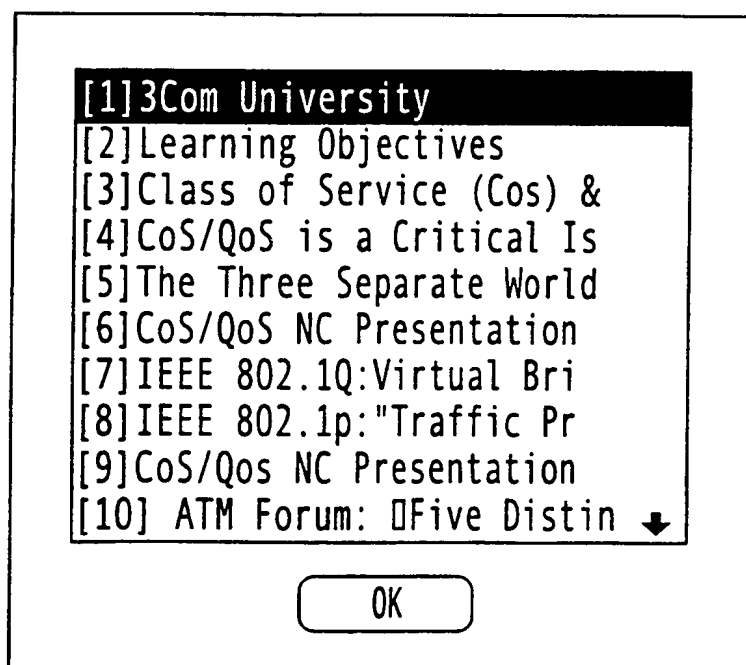 [1]3Com University
[2]Learning Objectives
[3]Class of Service (Cos) &
[4]CoS/QoS is a Critical Is
[5]The Three Separate World
[6]CoS/QoS NC Presentation
[7]IEEE 802.1Q:Virtual Bri
[8]IEEE 802.1p:"Traffic Pr
[9]CoS/Qos NC Presentation
[10] ATM Forum: ▯Five Distin
OK